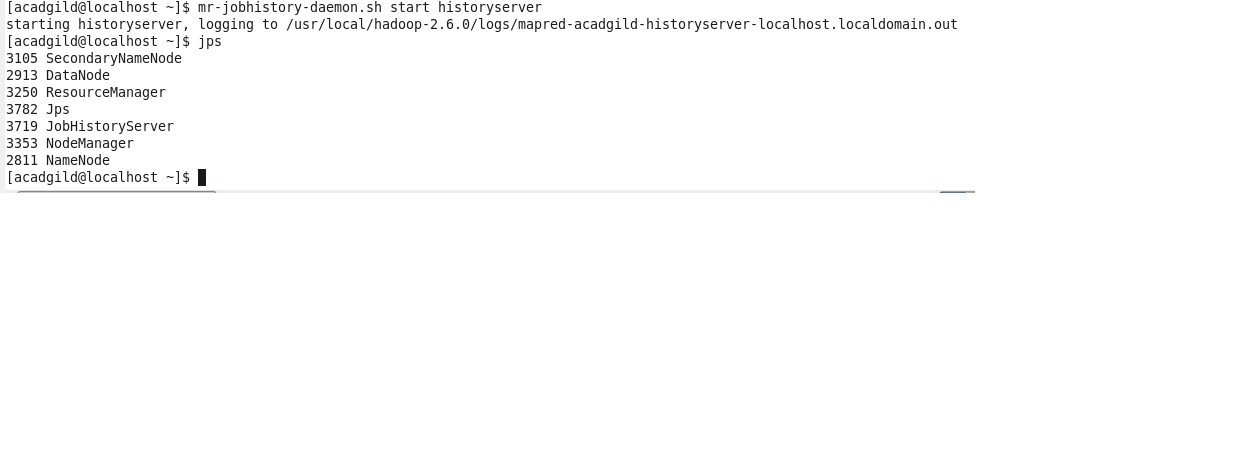 [acadgild@localhost ~]$ mr-jobhistory-daemon.sh start historyserver
starting historyserver, logging to /usr/local/hadoop-2.6.0/logs/mapred-acadgild-historyserver-localhost.localdomain.out
[acadgild@localhost ~]$ jps
3105 SecondaryNameNode
2913 DataNode
3250 ResourceManager
3782 Jps
3719 JobHistoryServer
3353 NodeManager
2811 NameNode
[acadgild@localhost ~]$